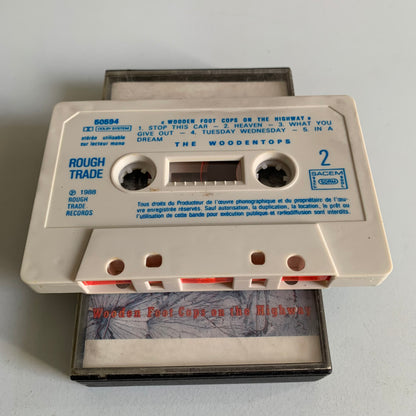 50594
« WOODEN FOOT COPS ON THE HIGHWAY »
DOLBY SYSTEM
1. STOP THIS CAR — 2. HEAVEN — 3. WHAT YOU
stéréo utilisable
sur lecteur mono
GIVE OUT — 4. TUESDAY WEDNESDAY — 5. IN A
DREAM
THE WOODENTOPS
ROUGH
TRADE
2
℗ 1988
ROUGH
TRADE
RECORDS
SACEM
SDRM
Tous droits du Producteur de l'œuvre phonographique et du propriétaire de l'œu-
vre enregistrée réservés. Sauf autorisation, la duplication, la location, le prêt ou
l'utilisation de cette bande pour exécution publique et radiodiffusion sont interdits.
Wooden Foot Cops on the Highway